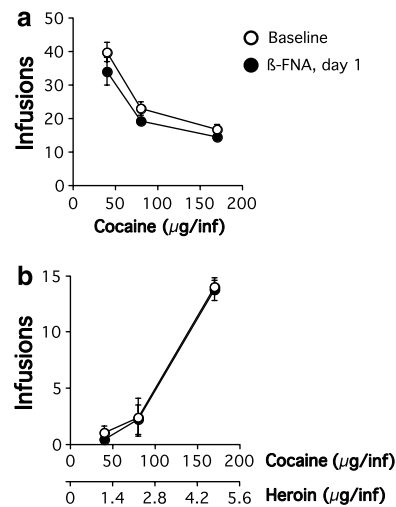 a
50
40
30
20
10
0
Infusions
0 50 100 150 200
Cocaine (µg/inf)
Baseline
ß-FNA, day 1
b
15
10
5
0
Infusions
0 50 100 150 200 Cocaine (µg/inf)
0 1.4 2.8 4.2 5.6 Heroin (µg/inf)